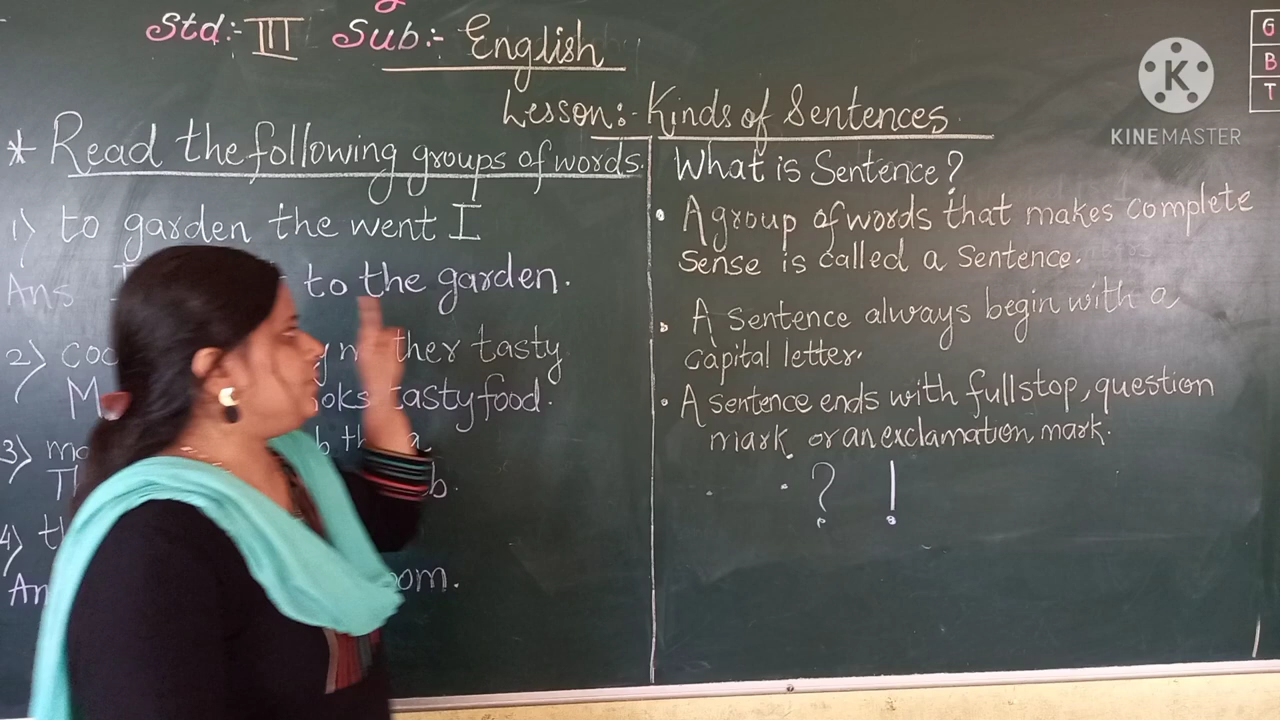 Std:- III Sub:- English
Lesson:- Kinds of Sentences
* Read the following groups of words.
1) to garden the went I
Ans to the garden.
2) tasty
tasty food.
3)
4)
What is Sentence?
• A group of words that makes complete
sense is called a sentence.
• A sentence always begin with a
capital letter.
• A sentence ends with fullstop, question
mark or an exclamation mark.
. . ? !
G
B
T
K
KINEMASTER